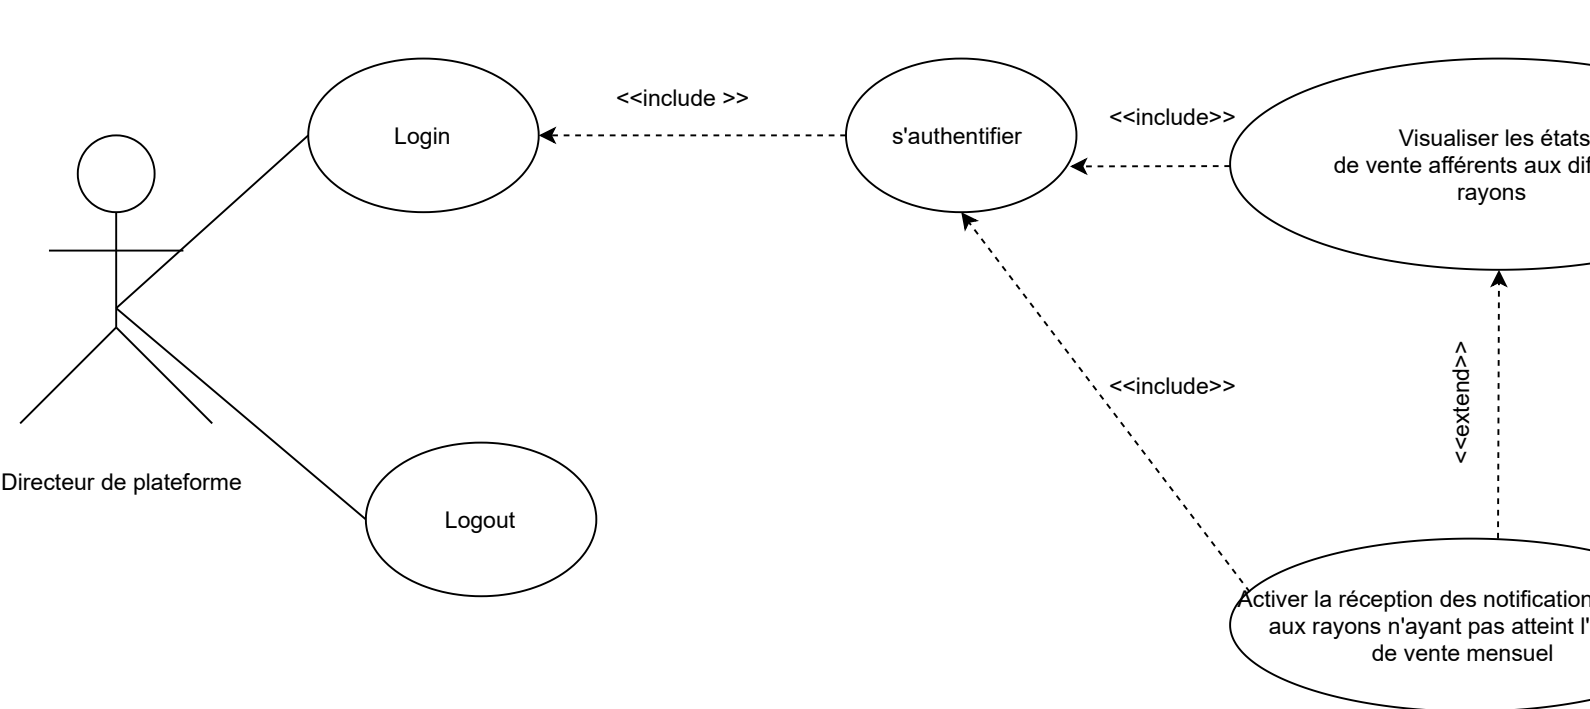 <<include >>
<<include>>
Login
s'authentifier
Visualiser les états
de vente afférents aux
rayons
<<include>>
<<extend>>
Directeur de plateforme
Logout
Activer la réception des notification
aux rayons n'ayant pas atteint l'
de vente mensuel